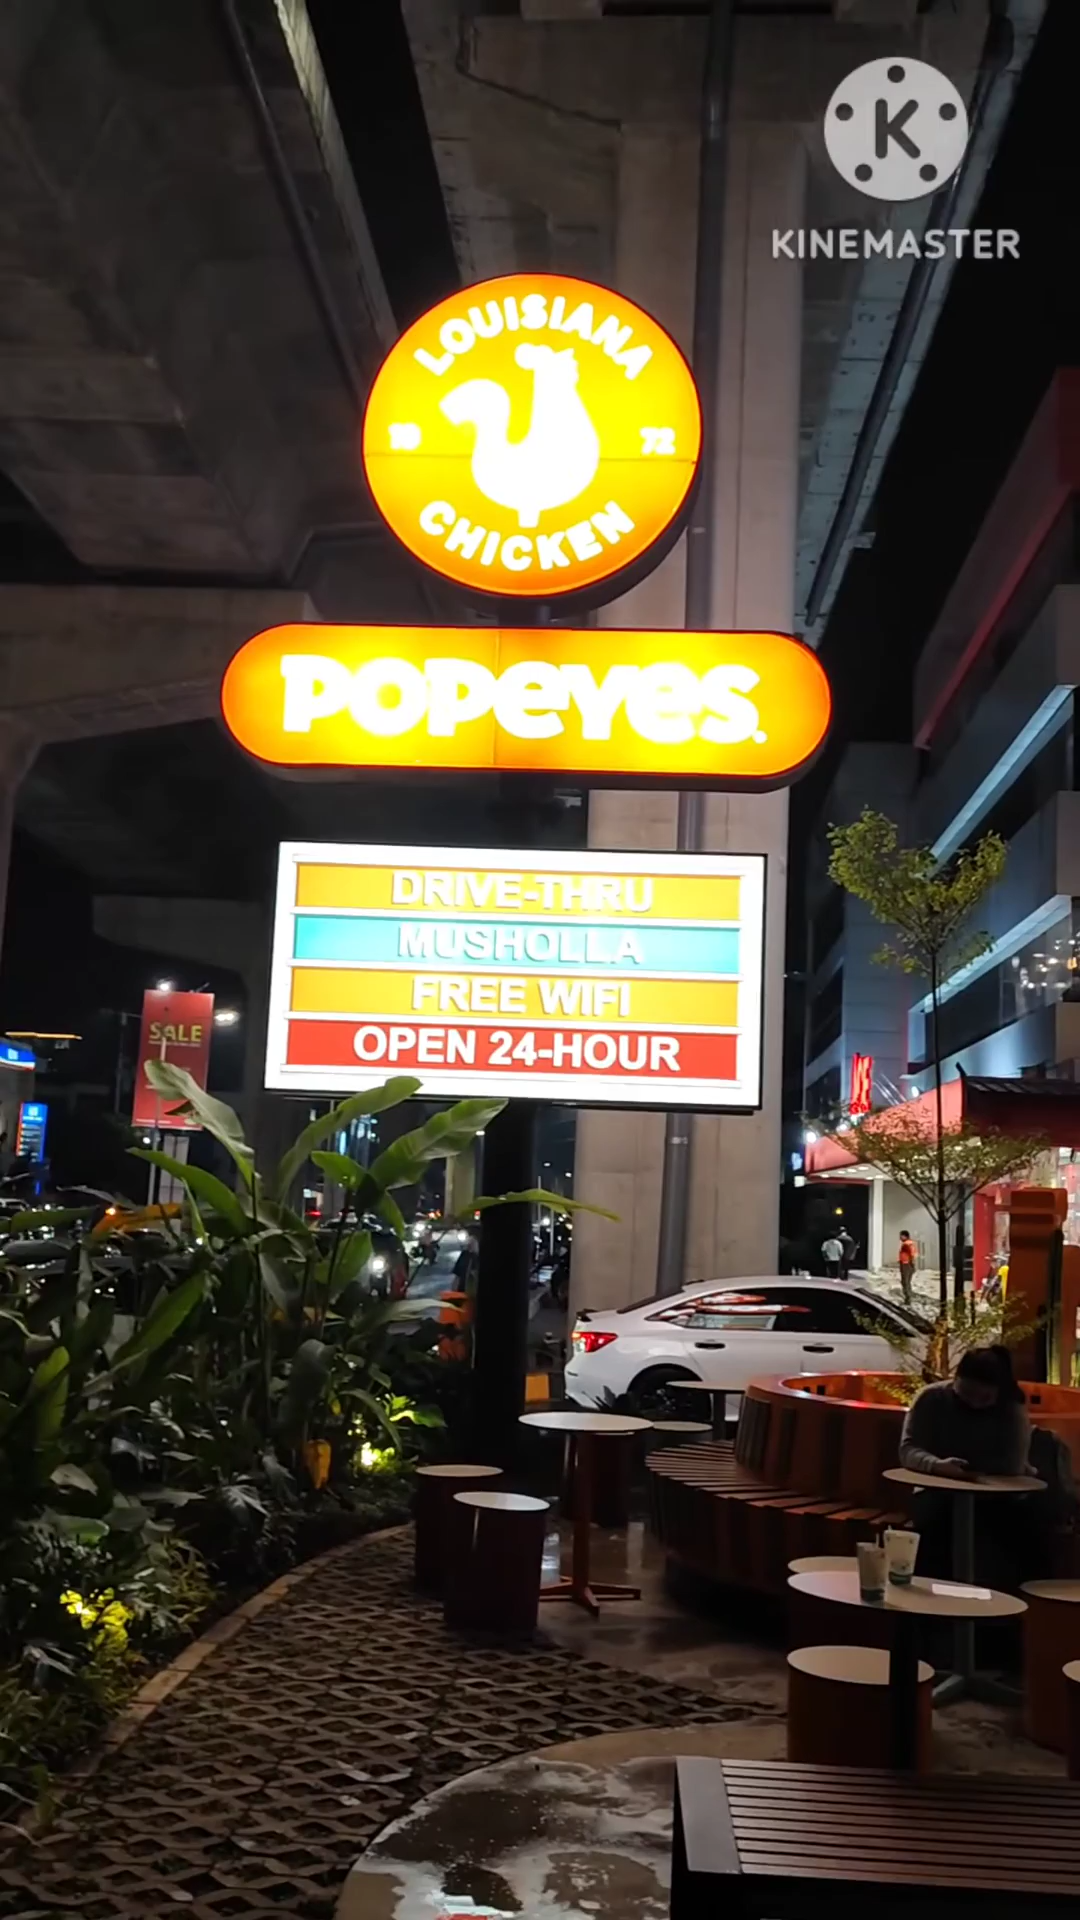 KINEMASTER
LOUISIANA
19 72
CHICKEN
POPEYES.
DRIVE-THRU
MUSHOLLA
FREE WIFI
OPEN 24-HOUR
SALE